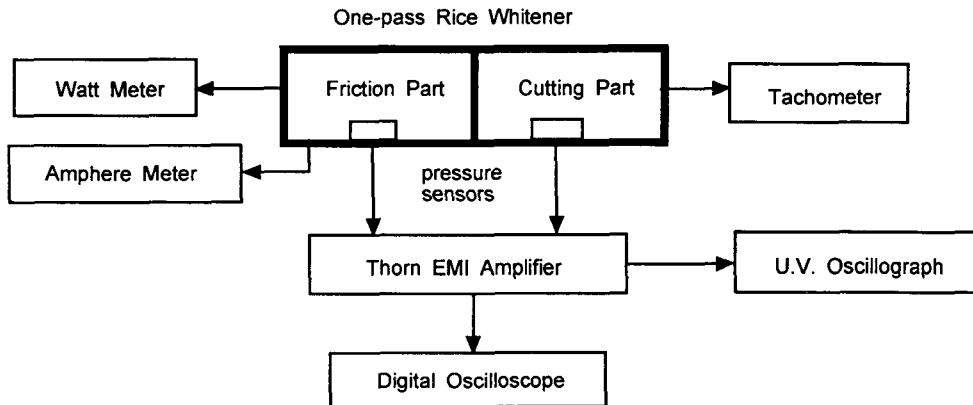 One-pass Rice Whitener
Watt Meter
Friction Part
Cutting Part
Tachometer
Amphere Meter
pressure
sensors
Thorn EMI Amplifier
U.V. Oscillograph
Digital Oscilloscope